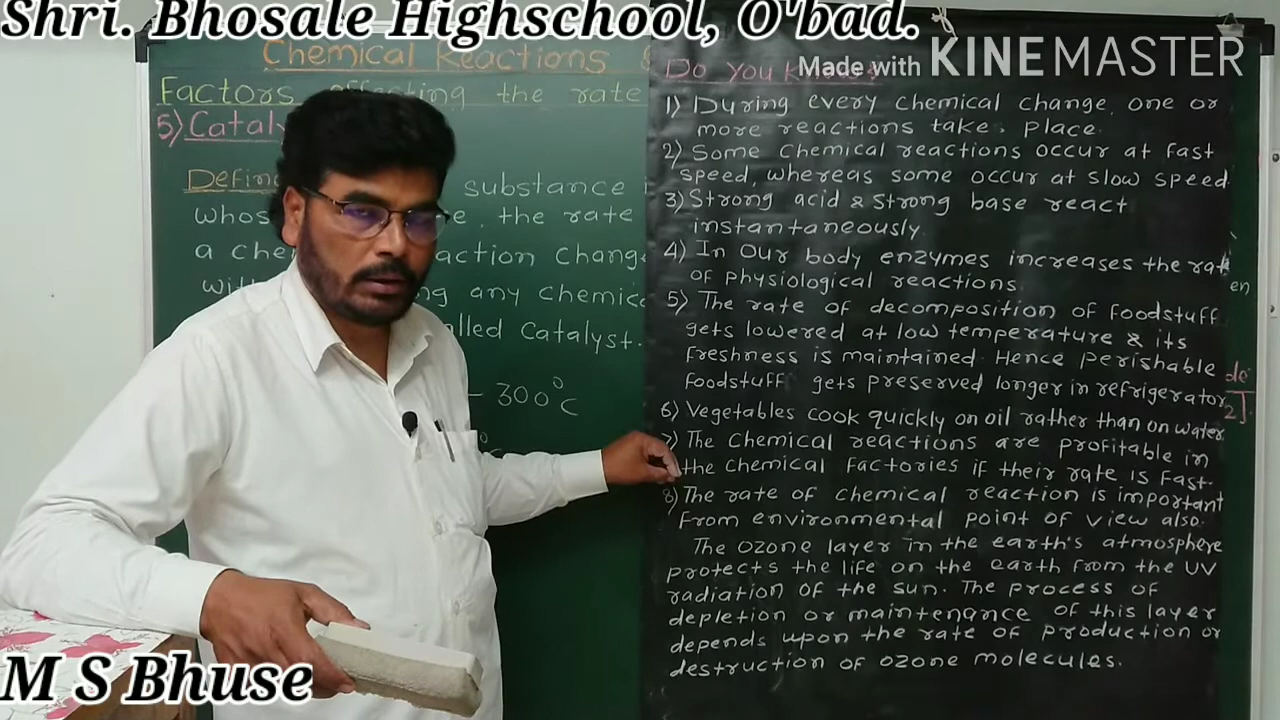 Shri. Bhosale Highschool, O'bad.
Made with KINEMASTER
Chemical Reactions
Factors effecting the rate
5) Cataly
Defin substance
whos e, the rate
a che action Chang
wit ng any Chemic
alled Catalyst.
- 300°C
Do You Know?
1) During every chemical change, one or
more reactions take place.
2) Some Chemical reactions occur at fast
speed, whereas some occur at slow speed.
3) Strong acid & Strong base react
instantaneously.
4) In Our body enzymes increases the rate
of Physiological reactions
5) The rate of decomposition of foodstuff
gets lowered at low temperature & its
Freshness is maintained. Hence perishable
foodstuff gets preserved longer in refrigerator
6) Vegetables cook quickly on oil rather than on water
7) The Chemical reactions are profitable in
the Chemical Factories if their rate is Fast.
8) The rate of chemical reaction is important
From environmental point of view also.
The ozone layer in the earth's atmosphere
protects the life on the earth from the UV
radiation of the sun. The process of
depletion or maintenance of this layer
depends upon the rate of production or
destruction of ozone molecules.
en
de
2].
M S Bhuse